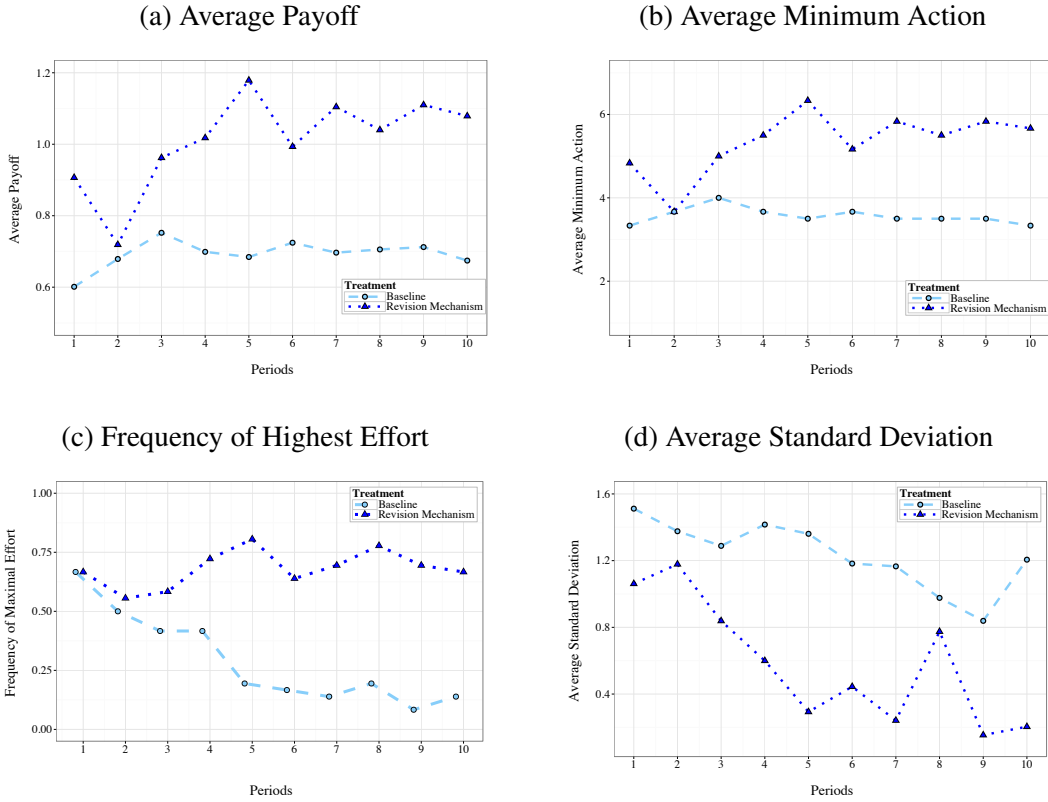 (a) Average Payoff
1.2
1.0
0.8
0.6
Average Payoff
Treatment
Baseline
Revision Mechanism
1 2 3 4 5 6 7 8 9 10
Periods
(b) Average Minimum Action
6
4
2
Average Minimum Action
Treatment
Baseline
Revision Mechanism
1 2 3 4 5 6 7 8 9 10
Periods
(c) Frequency of Highest Effort
1.00
0.75
0.50
0.25
0.00
Frequency of Maximal Effort
Treatment
Baseline
Revision Mechanism
1 2 3 4 5 6 7 8 9 10
Periods
(d) Average Standard Deviation
1.6
1.2
0.8
0.4
Average Standard Deviation
Treatment
Baseline
Revision Mechanism
1 2 3 4 5 6 7 8 9 10
Periods